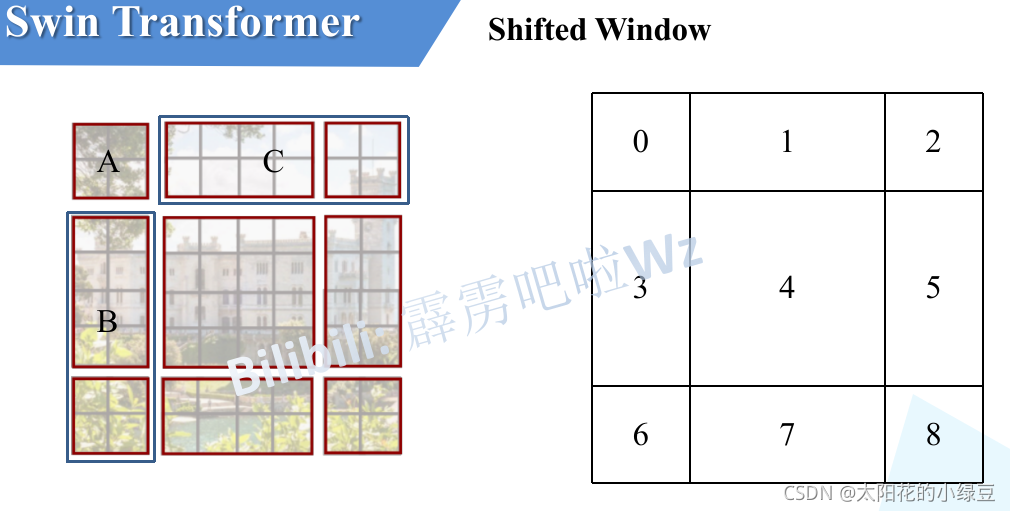 Swin Transformer
Shifted Window
A
C
B
0 1 2
3 4 5
6 7 8
Bilibili: 霹雳吧啦Wz
CSDN @太阳花的小绿豆